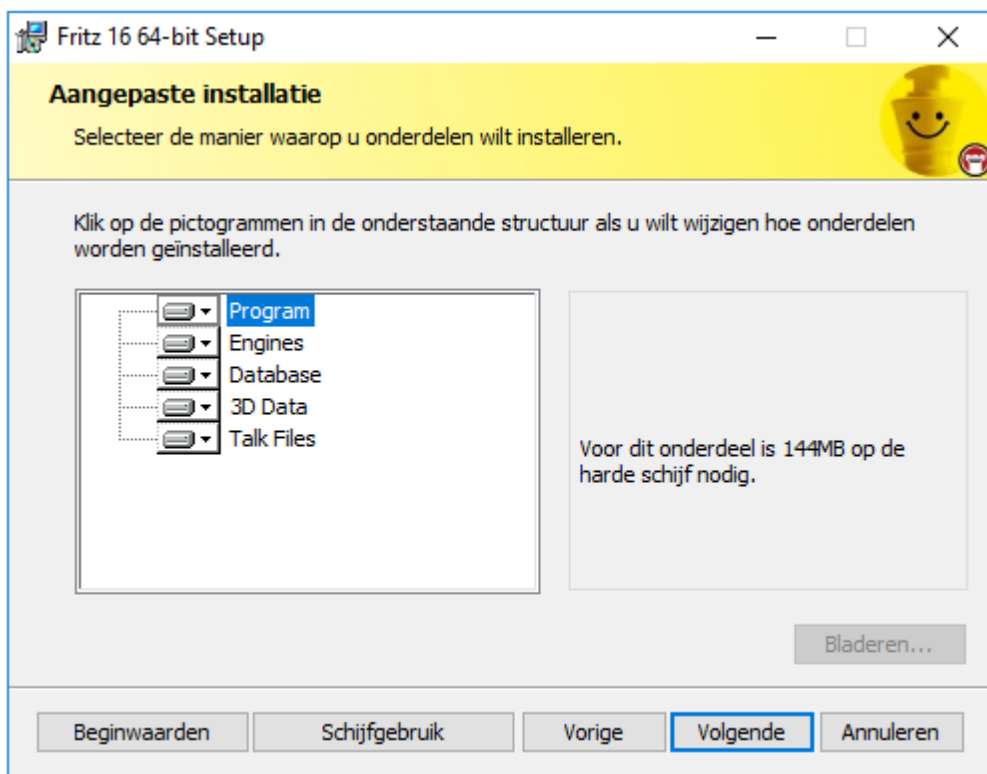 Fritz 16 64-bit Setup
Aangepaste installatie
Selecteer de manier waarop u onderdelen wilt installeren.
Klik op de pictogrammen in de onderstaande structuur als u wilt wijzigen hoe onderdelen
worden geïnstalleerd.
Program
Engines
Database
3D Data
Talk Files
Voor dit onderdeel is 144MB op de
harde schijf nodig.
Bladeren...
Beginwaarden
Schijfgebruik
Vorige
Volgende
Annuleren